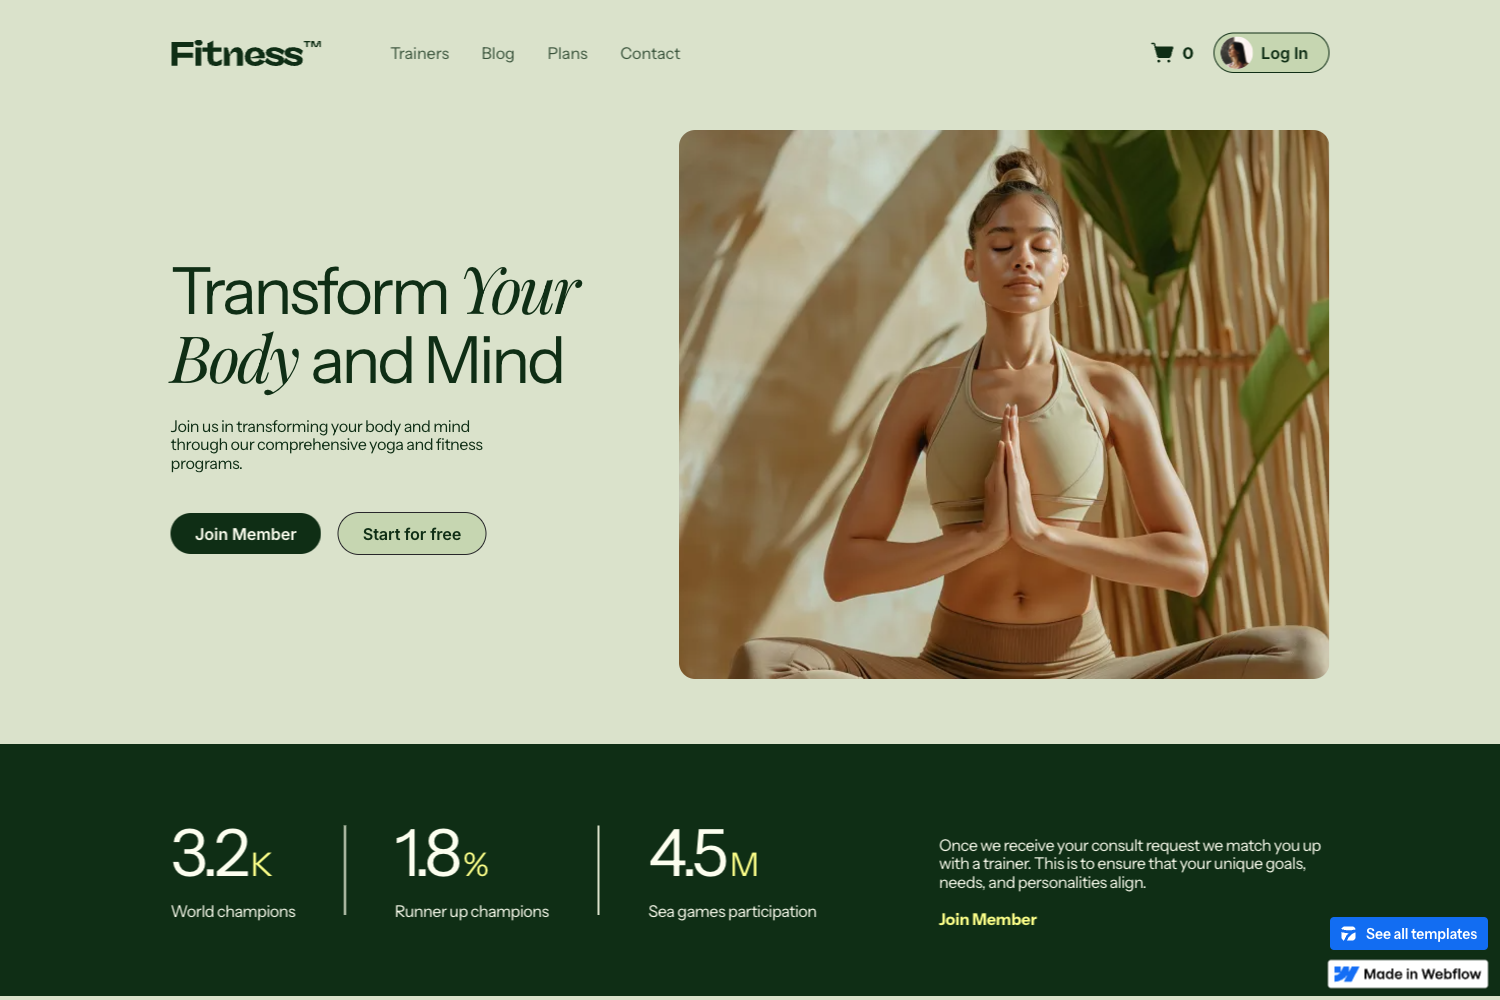 Fitness™
Trainers
Blog
Plans
Contact
0
Log In
Transform Your
Body and Mind
Join us in transforming your body and mind
through our comprehensive yoga and fitness
programs.
Join Member
Start for free
3.2K
World champions
1.8%
Runner up champions
4.5M
Sea games participation
Once we receive your consult request we match you up
with a trainer. This is to ensure that your unique goals,
needs, and personalities align.
Join Member
See all templates
Made in Webflow